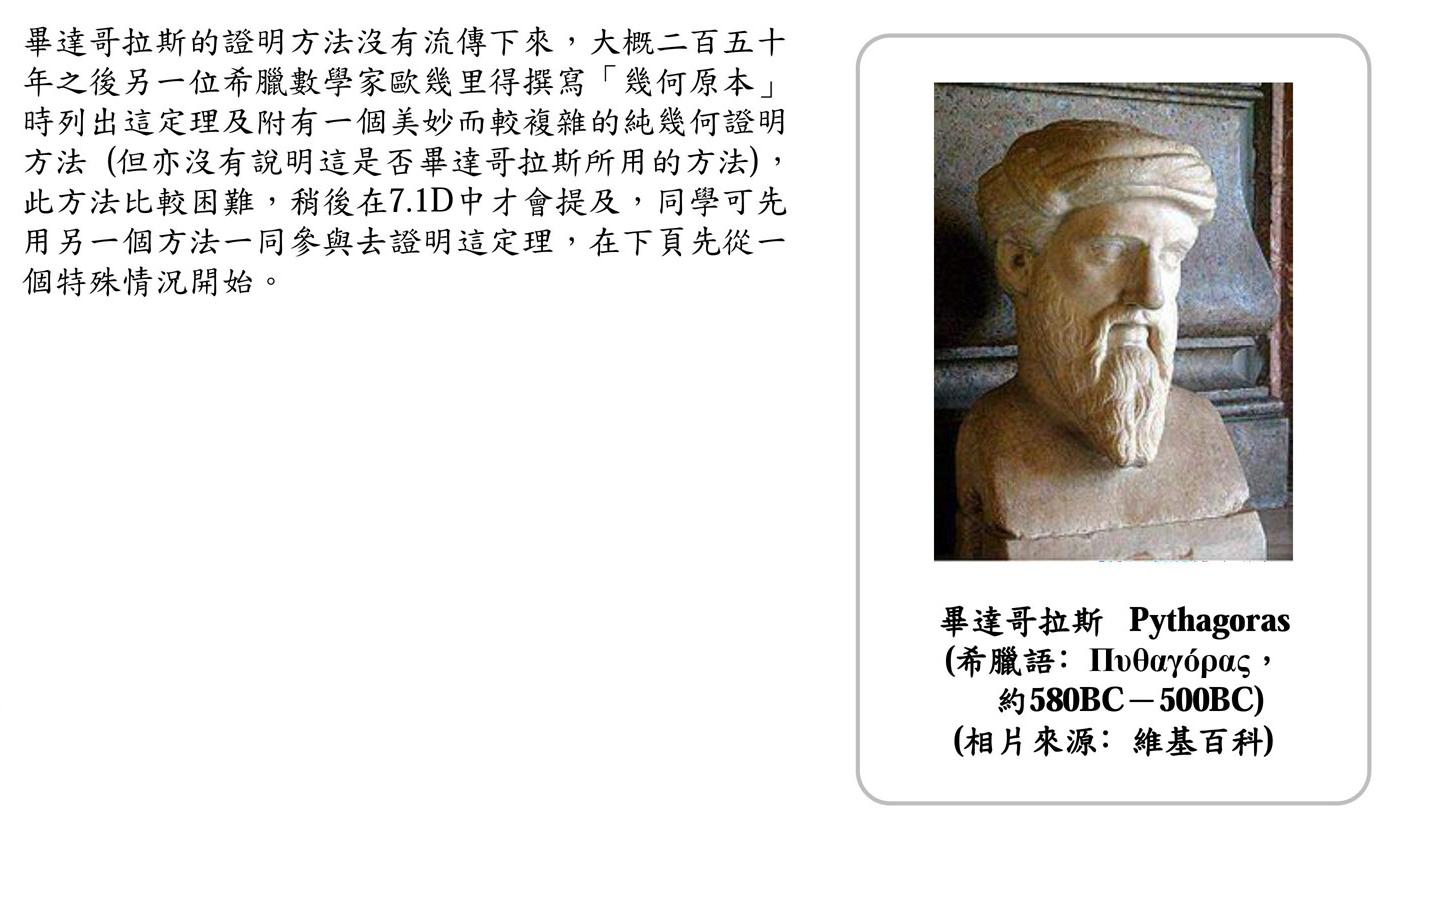 畢達哥拉斯的證明方法沒有流傳下來，大概二百五十
年之後另一位希臘數學家歐幾里得撰寫「幾何原本」
時列出這定理及附有一個美妙而較複雜的純幾何證明
方法 (但亦沒有說明這是否畢達哥拉斯所用的方法)，
此方法比較困難，稍後在7.1D中才會提及，同學可先
用另一個方法一同參與去證明這定理，在下頁先從一
個特殊情況開始。
畢達哥拉斯 Pythagoras
(希臘語：Πυθαγόρας，
約580BC－500BC)
(相片來源：維基百科)